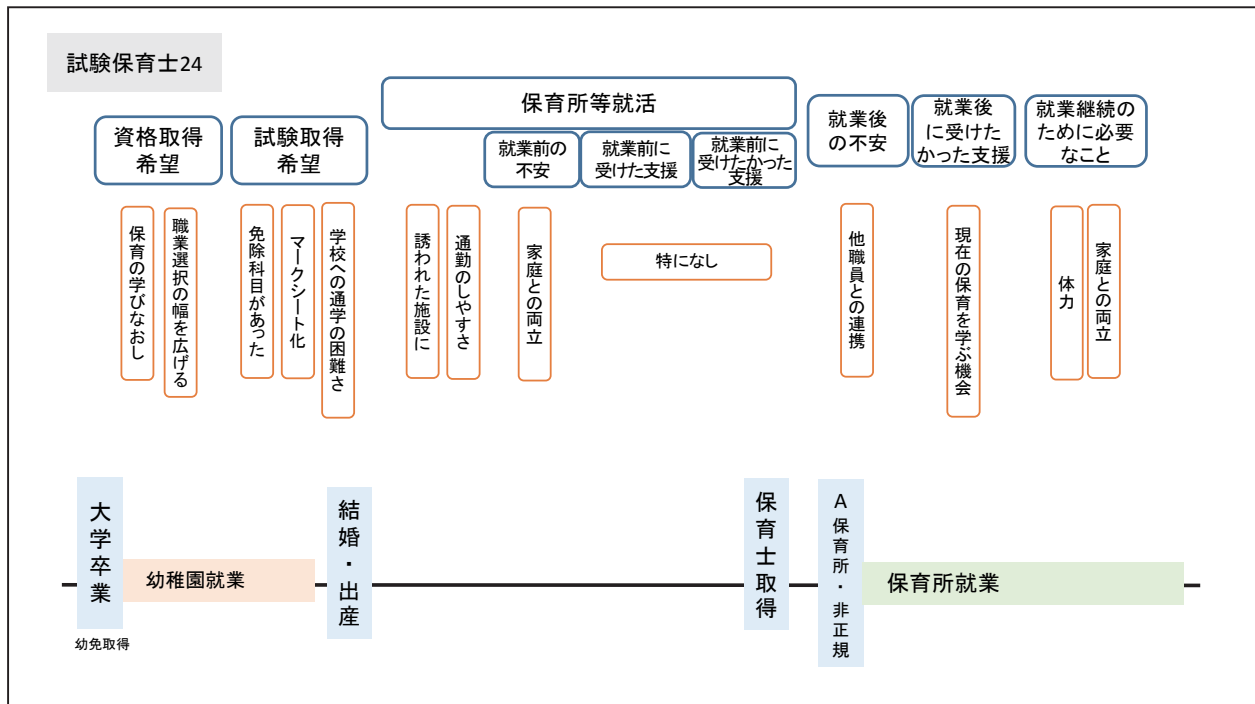 試験保育士24
保育所等就活
資格取得
希望
試験取得
希望
就業前の
不安
就業前に
受けた支援
就業前に
受けたかった
支援
就業後
の不安
就業後
に受けた
かった支援
就業継続の
ために必要
なこと
保育の学びなおし
職業選択の幅を広げる
免除科目があった
マークシート化
学校への通学の困難さ
誘われた施設に
通勤のしやすさ
家庭との両立
特になし
他職員との連携
現在の保育を学ぶ機会
体力
家庭との両立
大学卒業
幼免取得
幼稚園就業
結婚・出産
保育士取得
A保育所・非正規
保育所就業